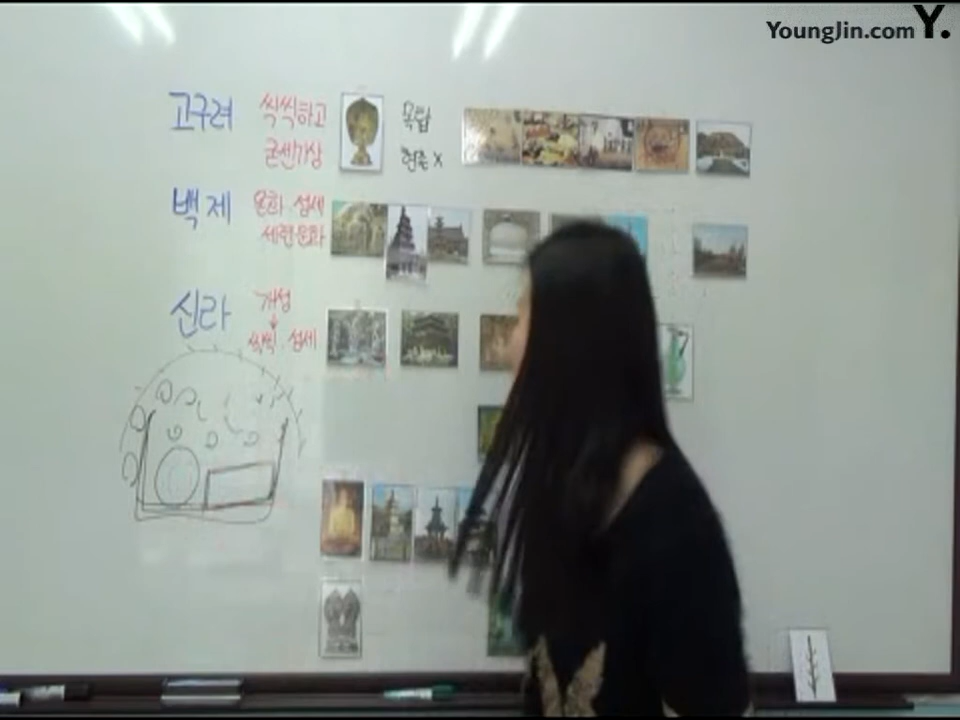 YoungJin.com Y.
고구려 씩씩하고 목탑
굳센기상 현존 x
백제 온화·섬세
세련문화
신라 개성
↓
씩씩·섬세